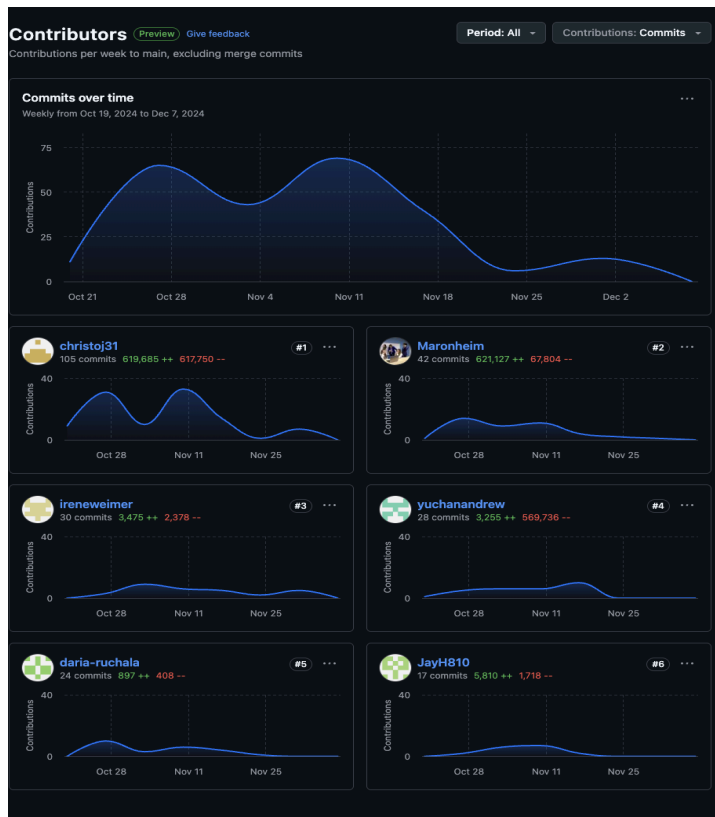 Contributors Preview Give feedback
Period: All
Contributions: Commits
Contributions per week to main, excluding merge commits
Commits over time
Weekly from Oct 19, 2024 to Dec 7, 2024
Contributions
75
50
25
0
Oct 21 Oct 28 Nov 4 Nov 11 Nov 18 Nov 25 Dec 2
christoj31 #1
105 commits 619,685 ++ 617,750 --
Contributions
40
0
Oct 28 Nov 11 Nov 25
Maronheim #2
42 commits 621,127 ++ 67,804 --
Contributions
40
0
Oct 28 Nov 11 Nov 25
ireneweimer #3
30 commits 3,475 ++ 2,378 --
Contributions
40
0
Oct 28 Nov 11 Nov 25
yuchanandrew #4
28 commits 3,255 ++ 569,736 --
Contributions
40
0
Oct 28 Nov 11 Nov 25
daria-ruchala #5
24 commits 897 ++ 408 --
Contributions
40
0
Oct 28 Nov 11 Nov 25
JayH810 #6
17 commits 5,810 ++ 1,718 --
Contributions
40
0
Oct 28 Nov 11 Nov 25